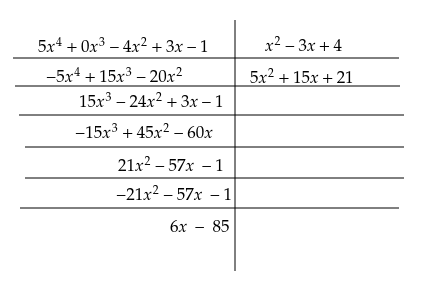 5x⁴ + 0x³ – 4x² + 3x – 1 x² – 3x + 4
–5x⁴ + 15x³ – 20x² 5x² + 15x + 21
15x³ – 24x² + 3x – 1
–15x³ + 45x² – 60x
21x² – 57x – 1
–21x² – 57x – 1
6x – 85